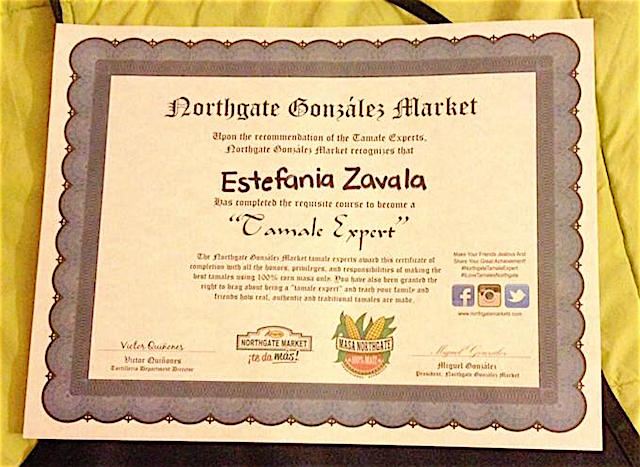 Northgate González Market
Upon the recommendation of the Tamale Experts,
Northgate González Market recognizes that
Estefania Zavala
Has completed the requisite course to become a
"Tamale Expert"
The Northgate González Market tamale experts award this certificate of
completion with all the honors, privileges, and responsibilities of making the
best tamales using 100% corn masa only. You have also been granted the
right to brag about being a "tamale expert" and teach your family and
friends how real, authentic and traditional tamales are made.
Make Your Friends Jealous And
Share Your Great Achievement!
#NorthgateTamaleExpert
#ILoveTamalesNorthgate
www.northgatemarkets.com
Victor Quiñones
Victor Quiñones
Tortilleria Department Director
NORTHGATE MARKET
¡te da más!
MASA NORTHGATE
100% MAIZ
Miguel González
Miguel González
President, Northgate González Market